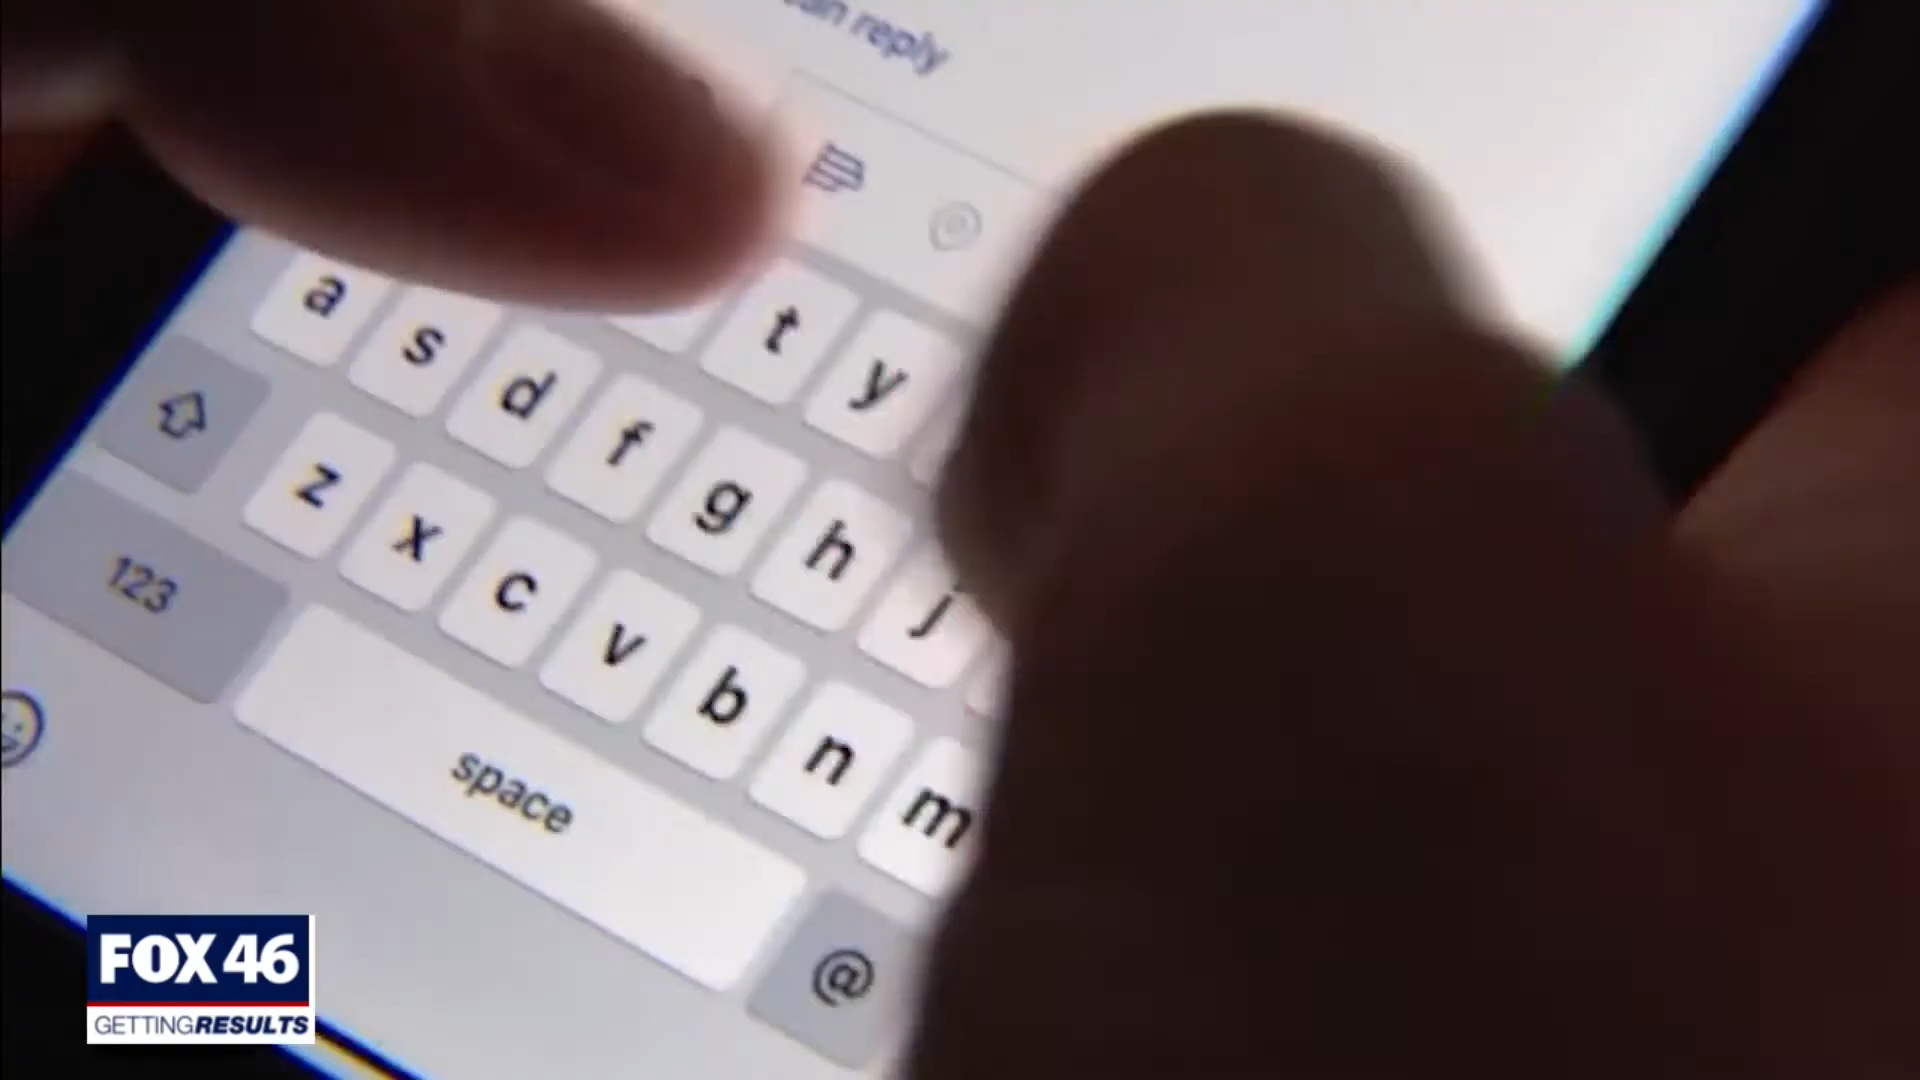 can reply
t y
a s d f g h j
z x c v b n m
123
space
@
FOX 46
GETTINGRESULTS